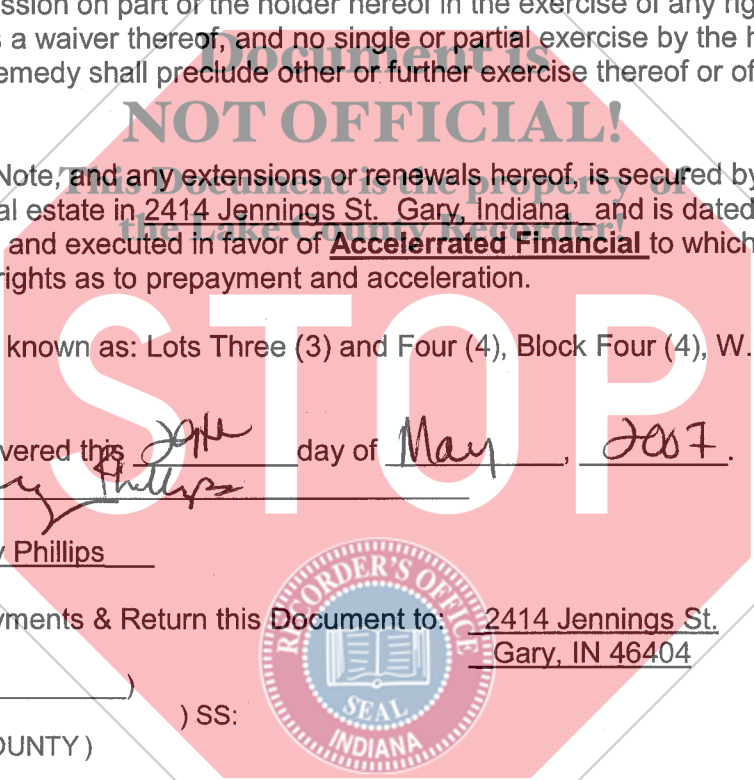 ssion on part of the holder hereof in the exercise of any rig
s a waiver thereof, and no single or partial exercise by the h
emedy shall preclude other or further exercise thereof or of
Document is
NOT OFFICIAL!
This Document is the property of
the Lake County Recorder!
Note, and any extensions or renewals hereof, is secured by
al estate in 2414 Jennings St. Gary, Indiana and is dated
and executed in favor of Accelerrated Financial to which
rights as to prepayment and acceleration.
STOP
known as: Lots Three (3) and Four (4), Block Four (4), W.
vered this 29th day of May, 2007.
Phillips
y Phillips
yments & Return this Document to: 2414 Jennings St.
Gary, IN 46404
)
) SS:
OUNTY )
RECORDER'S OFFICE
SEAL
INDIANA